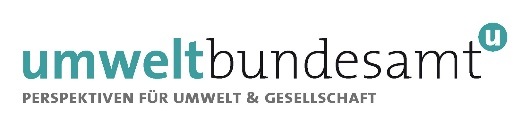 umweltbundesamt u
PERSPEKTIVEN FÜR UMWELT & GESELLSCHAFT